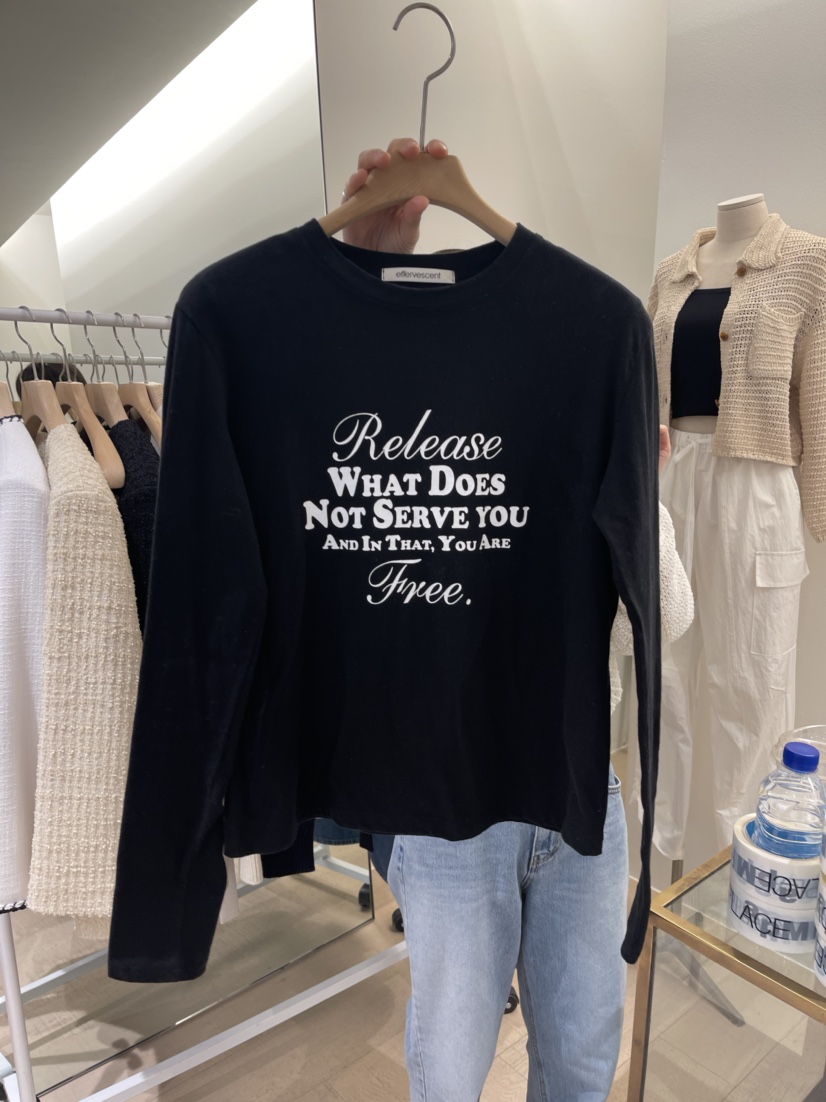 effervescent
Release
WHAT DOES
NOT SERVE YOU
AND IN THAT, YOU ARE
Free.